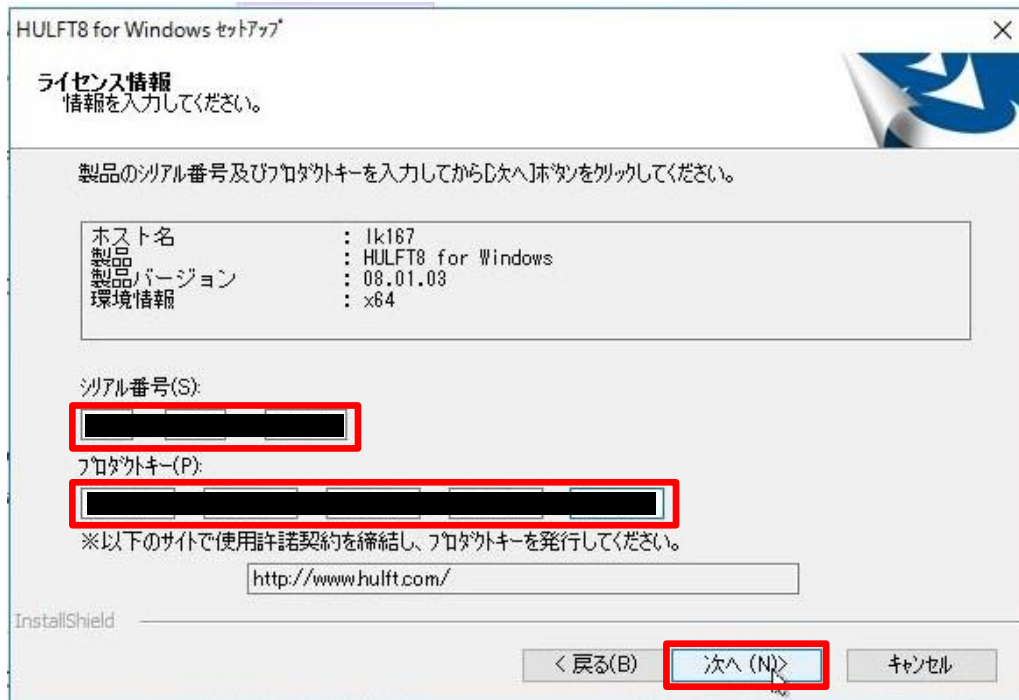 HULFT8 for Windows ｾｯﾄｱｯﾌﾟ
ライセンス情報
情報を入力してください。
製品のｼﾘｱﾙ番号及びﾌﾟﾛﾀﾞｸﾄｷｰを入力してから[次へ]ﾎﾞﾀﾝをｸﾘｯｸしてください。
ホスト名 : lk167
製品 : HULFT8 for Windows
製品バージョン : 08.01.03
環境情報 : x64
ｼﾘｱﾙ番号(S):
ﾌﾟﾛﾀﾞｸﾄｷｰ(P):
※以下のサイトで使用許諾契約を締結し、ﾌﾟﾛﾀﾞｸﾄｷｰを発行してください。
http://www.hulft.com/
InstallShield
< 戻る(B) 次へ (N)> ｷｬﾝｾﾙ